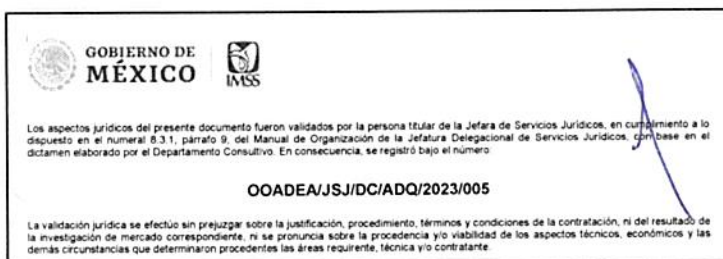 GOBIERNO DE
MÉXICO
IMSS
Los aspectos jurídicos del presente documento fueron validados por la persona titular de la Jefara de Servicios Jurídicos, en cumplimiento a lo
dispuesto en el numeral 8.3.1, párrafo 9, del Manual de Organización de la Jefatura Delegacional de Servicios Jurídicos, con base en el
dictamen elaborado por el Departamento Consultivo. En consecuencia, se registró bajo el número
OOADEA/JSJ/DC/ADQ/2023/005
La validación jurídica se efectúo sin prejuzgar sobre la justificación, procedimiento, términos y condiciones de la contratación, ni del resultado de
la investigación de mercado correspondiente, ni se pronuncia sobre la procedencia y/o viabilidad de los aspectos técnicos, económicos y las
demás circunstancias que determinaron procedentes las áreas requirente, técnica y/o contratante.